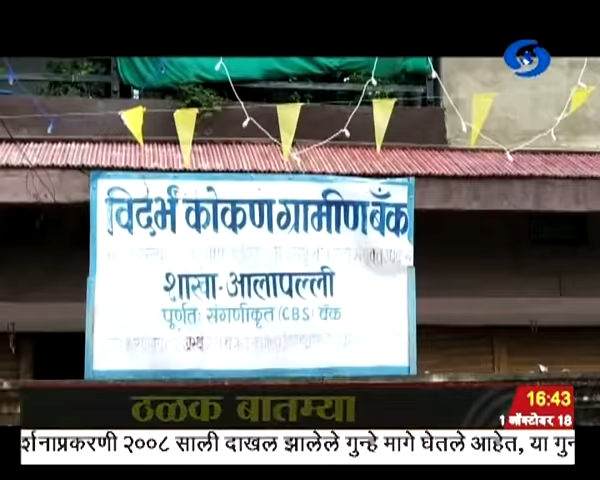 विदर्भ कोकण ग्रामीण बँक
शाखा-आलापल्ली
पूर्णतः संगणीकृत (CBS) बँक
ठळक बातम्या
16:43
1 ऑक्टोबर 18
र्शनाप्रकरणी २००८ साली दाखल झालेले गुन्हे मागे घेतले आहेत, या गुन